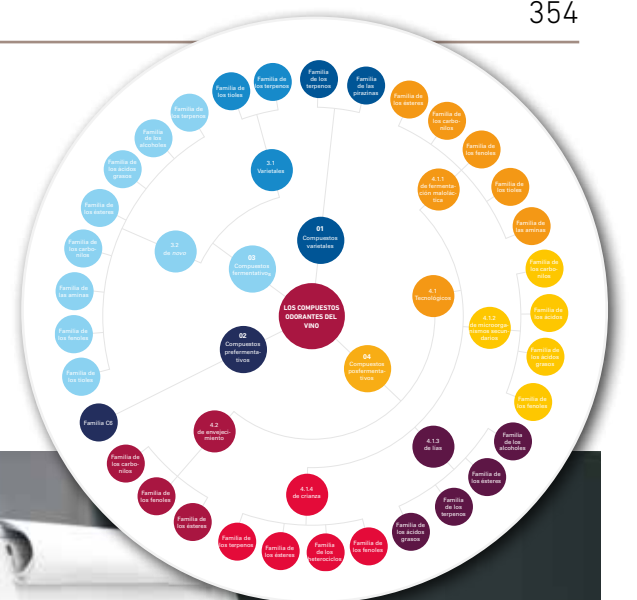 354
LOS COMPUESTOS
ODORANTES DEL
VINO
01
Compuestos
varietales
Familia
de los
terpenos
Familia
de las
pirazinas
02
Compuestos
prefermenta-
tivos
Familia C6
03
Compuestos
fermentativos
3.1
Varietales
Familia de
los tioles
Familia de
los terpenos
3.2
de novo
Familia de
los terpanos
Familia
de los
alcoholes
Familia de
los ácidos
grasos
Familia de
los ésteres
Familia de
los carbo-
nilos
Familia de
las aminas
Familia de
los fenoles
Familia de
los tioles
04
Compuestos
postfermenta-
tivos
4.1
Tecnológicos
4.1.1
de fermenta-
ción malolác-
tica
Familia de
los ésteres
Familia de
los carbo-
nilos
Familia de
los fenoles
Familia de
los tioles
Familia de
las aminas
4.1.2
de microorga-
nismos secun-
darios
Familia de
los carbo-
nilos
Familia de
los ácidos
Familia de
los ácidos
grasos
Familia de
los fenoles
4.1.3
de lías
Familia
de los
alcoholes
Familia de
los ésteres
Familia
de los
terpanos
Familia de
los ácidos
grasos
4.1.4
de crianza
Familia de
los fenoles
Familia
de los
heterociclos
Familia de
los ésteres
Familia de
los terpanos
4.2
de envejeci-
miento
Familia de
los ésteres
Familia de
los fenoles
Familia de
los carbo-
nilos